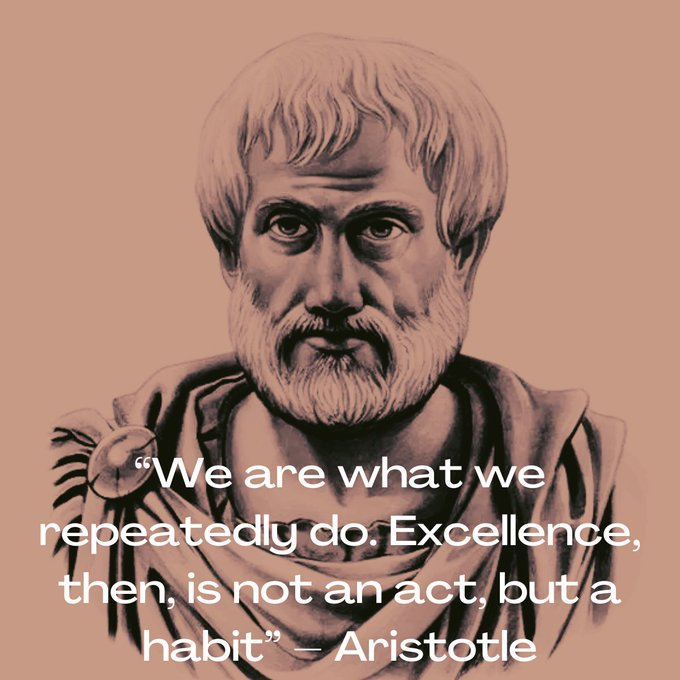 “We are what we
repeatedly do. Excellence,
then, is not an act, but a
habit” – Aristotle